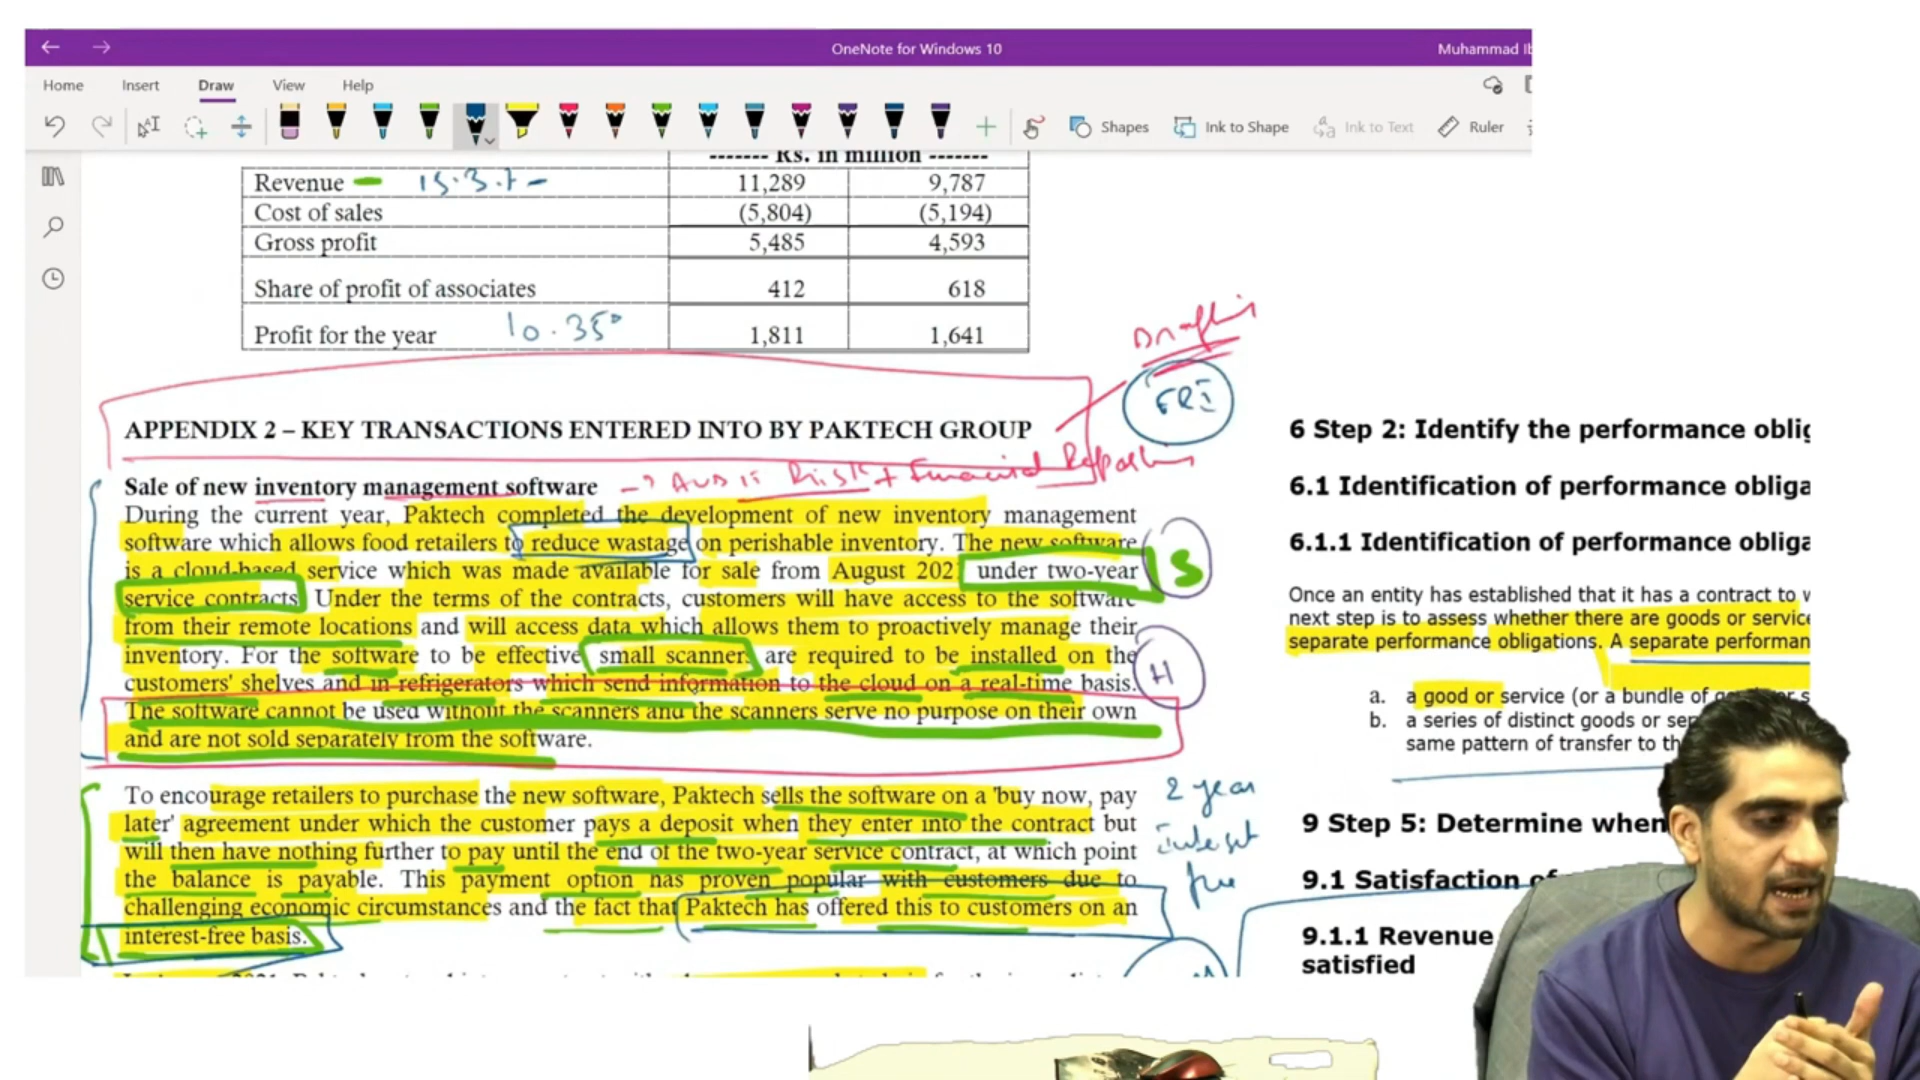 OneNote for Windows 10
Muhammad Ib
Home Insert Draw View Help
Shapes Ink to Shape Ink to Text Ruler
------- Rs. in million -------
Revenue 15.3.% 11,289 9,787
Cost of sales (5,804) (5,194)
Gross profit 5,485 4,593
Share of profit of associates 412 618
Profit for the year 10.35% 1,811 1,641
Drafting
APPENDIX 2 – KEY TRANSACTIONS ENTERED INTO BY PAKTECH GROUP
Sale of new inventory management software → Audit Risk + Financial Reporting
During the current year, Paktech completed the development of new inventory management
software which allows food retailers to reduce wastage on perishable inventory. The new software
is a cloud-based service which was made available for sale from August 202 under two-year
service contracts. Under the terms of the contracts, customers will have access to the software
from their remote locations and will access data which allows them to proactively manage their
inventory. For the software to be effective small scanners are required to be installed on the
customers' shelves and in refrigerators which send information to the cloud on a real-time basis.
The software cannot be used without the scanners and the scanners serve no purpose on their own
and are not sold separately from the software.
S
H
To encourage retailers to purchase the new software, Paktech sells the software on a 'buy now, pay
later' agreement under which the customer pays a deposit when they enter into the contract but
will then have nothing further to pay until the end of the two-year service contract, at which point
the balance is payable. This payment option has proven popular with customers due to
challenging economic circumstances and the fact that Paktech has offered this to customers on an
interest-free basis.
2 year
Interest
free
6 Step 2: Identify the performance oblig
6.1 Identification of performance obliga
6.1.1 Identification of performance obliga
Once an entity has established that it has a contract to
next step is to assess whether there are goods or service
separate performance obligations. A separate performan
a. a good or service (or a bundle of
b. a series of distinct goods or ser
same pattern of transfer to th
9 Step 5: Determine when
9.1 Satisfaction of
9.1.1 Revenue
satisfied